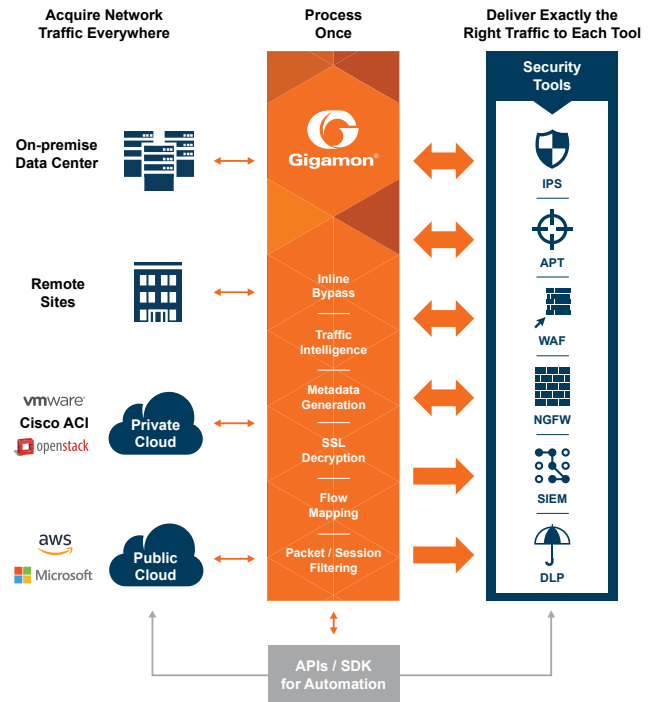 Acquire Network
Traffic Everywhere
Process
Once
Deliver Exactly the
Right Traffic to Each Tool
On-premise
Data Center
Remote
Sites
vmware®
Cisco ACI
openstack
Private
Cloud
aws
Microsoft
Public
Cloud
Gigamon®
Inline
Bypass
Traffic
Intelligence
Metadata
Generation
SSL
Decryption
Flow
Mapping
Packet / Session
Filtering
Security
Tools
IPS
APT
WAF
NGFW
SIEM
DLP
APIs / SDK
for Automation